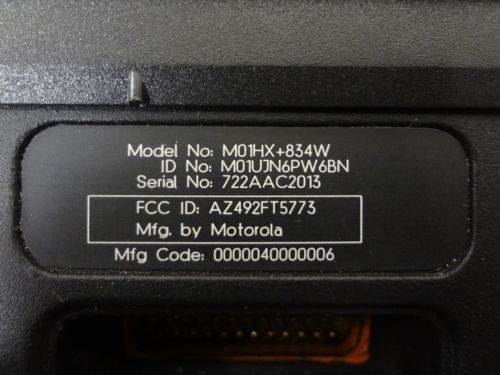 Model No: M01HX+834W
ID No: M01UJN6PW6BN
Serial No: 722AAC2013
FCC ID: AZ492FT5773
Mfg. by Motorola
Mfg Code: 0000040000006